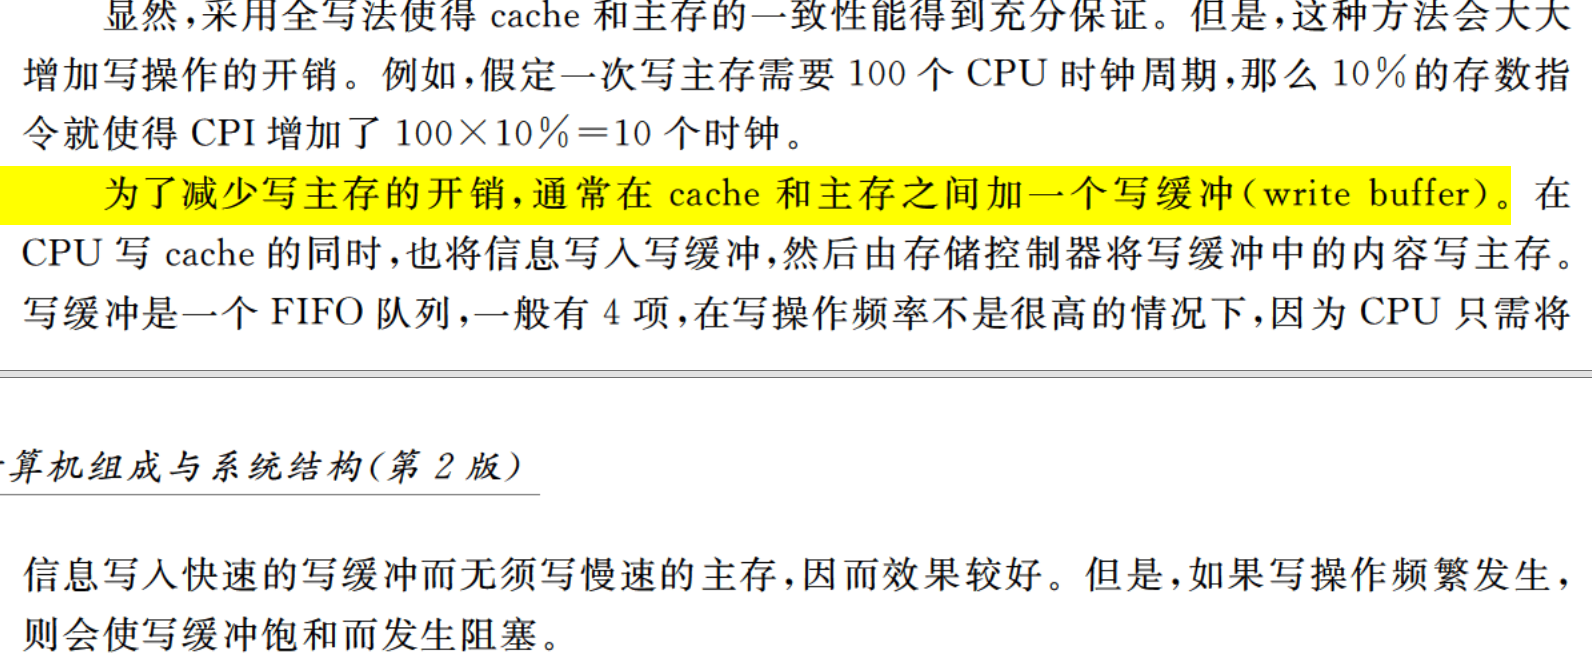 显然,采用全写法使得 cache 和主存的一致性能得到充分保证。但是,这种方法会大大
增加写操作的开销。例如,假定一次写主存需要 100 个 CPU 时钟周期,那么 10%的存数指
令就使得 CPI 增加了 100×10%=10 个时钟。
为了减少写主存的开销,通常在 cache 和主存之间加一个写缓冲(write buffer)。在
CPU 写 cache 的同时,也将信息写入写缓冲,然后由存储控制器将写缓冲中的内容写主存。
写缓冲是一个 FIFO 队列,一般有 4 项,在写操作频率不是很高的情况下,因为 CPU 只需将
算机组成与系统结构(第 2 版)
信息写入快速的写缓冲而无须写慢速的主存,因而效果较好。但是,如果写操作频繁发生,
则会使写缓冲饱和而发生阻塞。